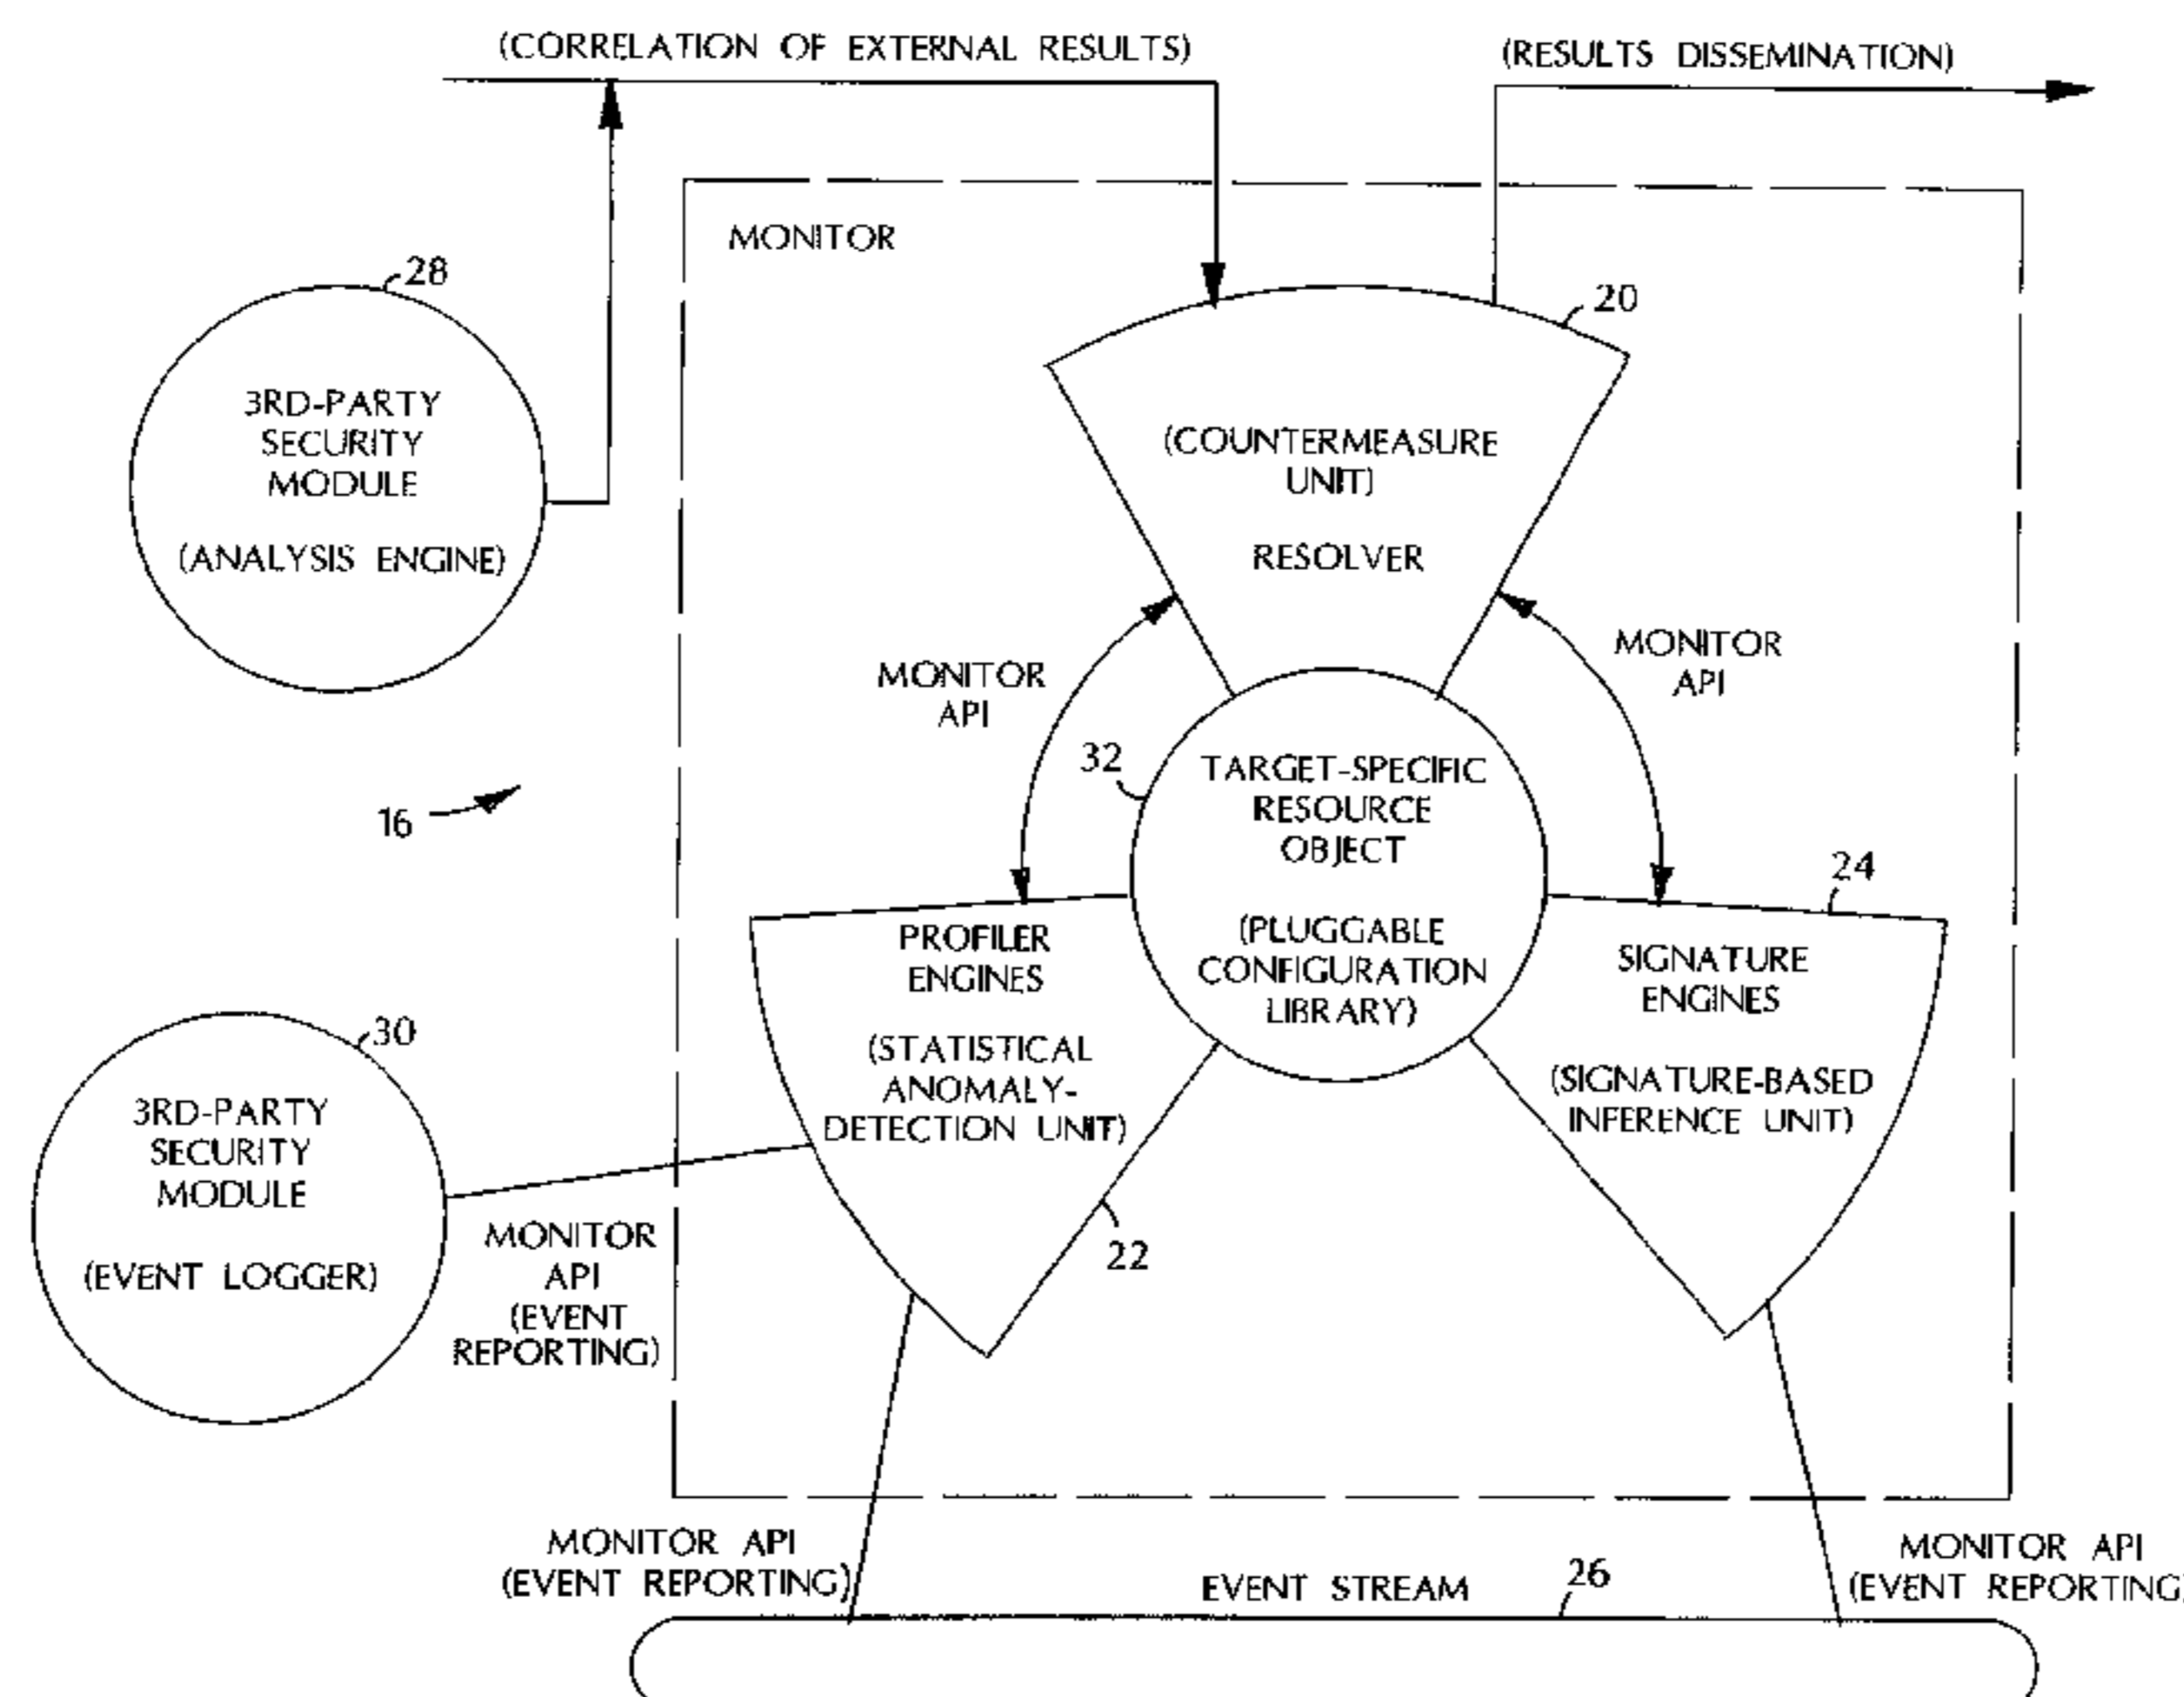 (CORRELATION OF EXTERNAL RESULTS)
(RESULTS DISSEMINATION)
MONITOR
28
20
3RD-PARTY
SECURITY
MODULE
(ANALYSIS ENGINE)
(COUNTERMEASURE
UNIT)
RESOLVER
MONITOR
API
MONITOR
API
16
32
TARGET-SPECIFIC
RESOURCE
OBJECT
(PLUGGABLE
CONFIGURATION
LIBRARY)
24
PROFILER
ENGINES
(STATISTICAL
ANOMALY-
DETECTION UNIT)
22
SIGNATURE
ENGINES
(SIGNATURE-BASED
INFERENCE UNIT)
30
3RD-PARTY
SECURITY
MODULE
(EVENT LOGGER)
MONITOR
API
(EVENT
REPORTING)
MONITOR API
(EVENT REPORTING)
EVENT STREAM
26
MONITOR API
(EVENT REPORTING)